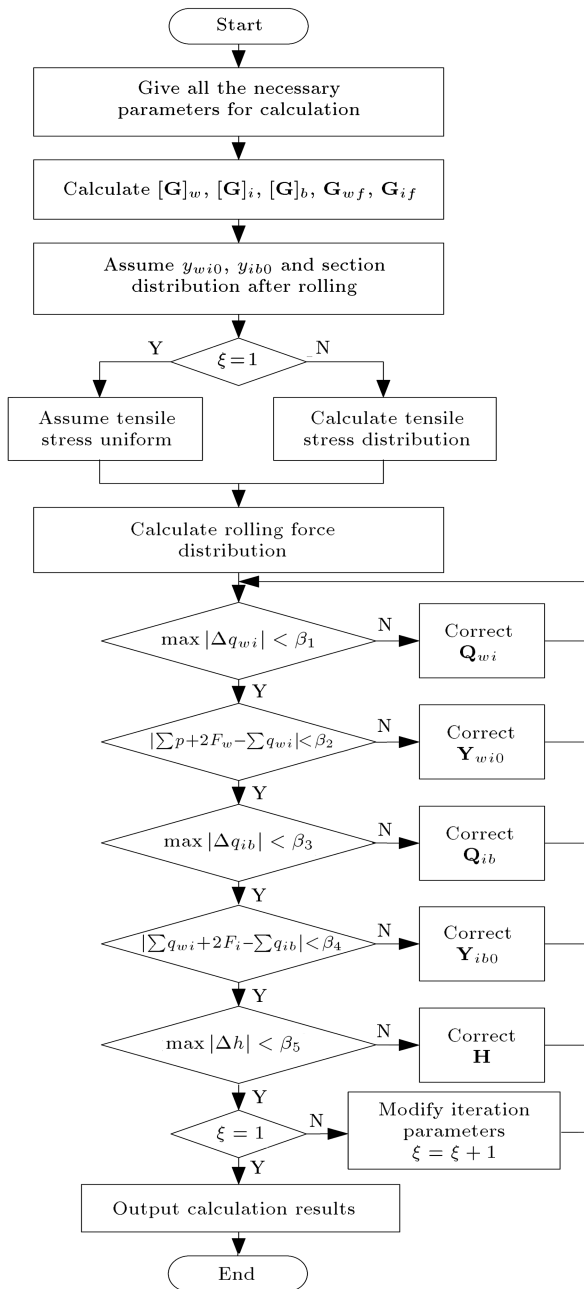 Start
Give all the necessary
parameters for calculation
Calculate [G]_w, [G]_i, [G]_b, G_wf, G_if
Assume y_wi0, y_ib0 and section
distribution after rolling
Y
ξ=1
N
Assume tensile
stress uniform
Calculate tensile
stress distribution
Calculate rolling force
distribution
max |Δq_wi| < β_1
N
Correct
Q_wi
Y
|∑p+2F_w−∑q_wi|<β_2
N
Correct
Y_wi0
Y
max |Δq_ib| < β_3
N
Correct
Q_ib
Y
|∑q_wi+2F_i−∑q_ib|<β_4
N
Correct
Y_ib0
Y
max |Δh| < β_5
N
Correct
H
Y
ξ = 1
N
Modify iteration
parameters
ξ = ξ + 1
Y
Output calculation results
End